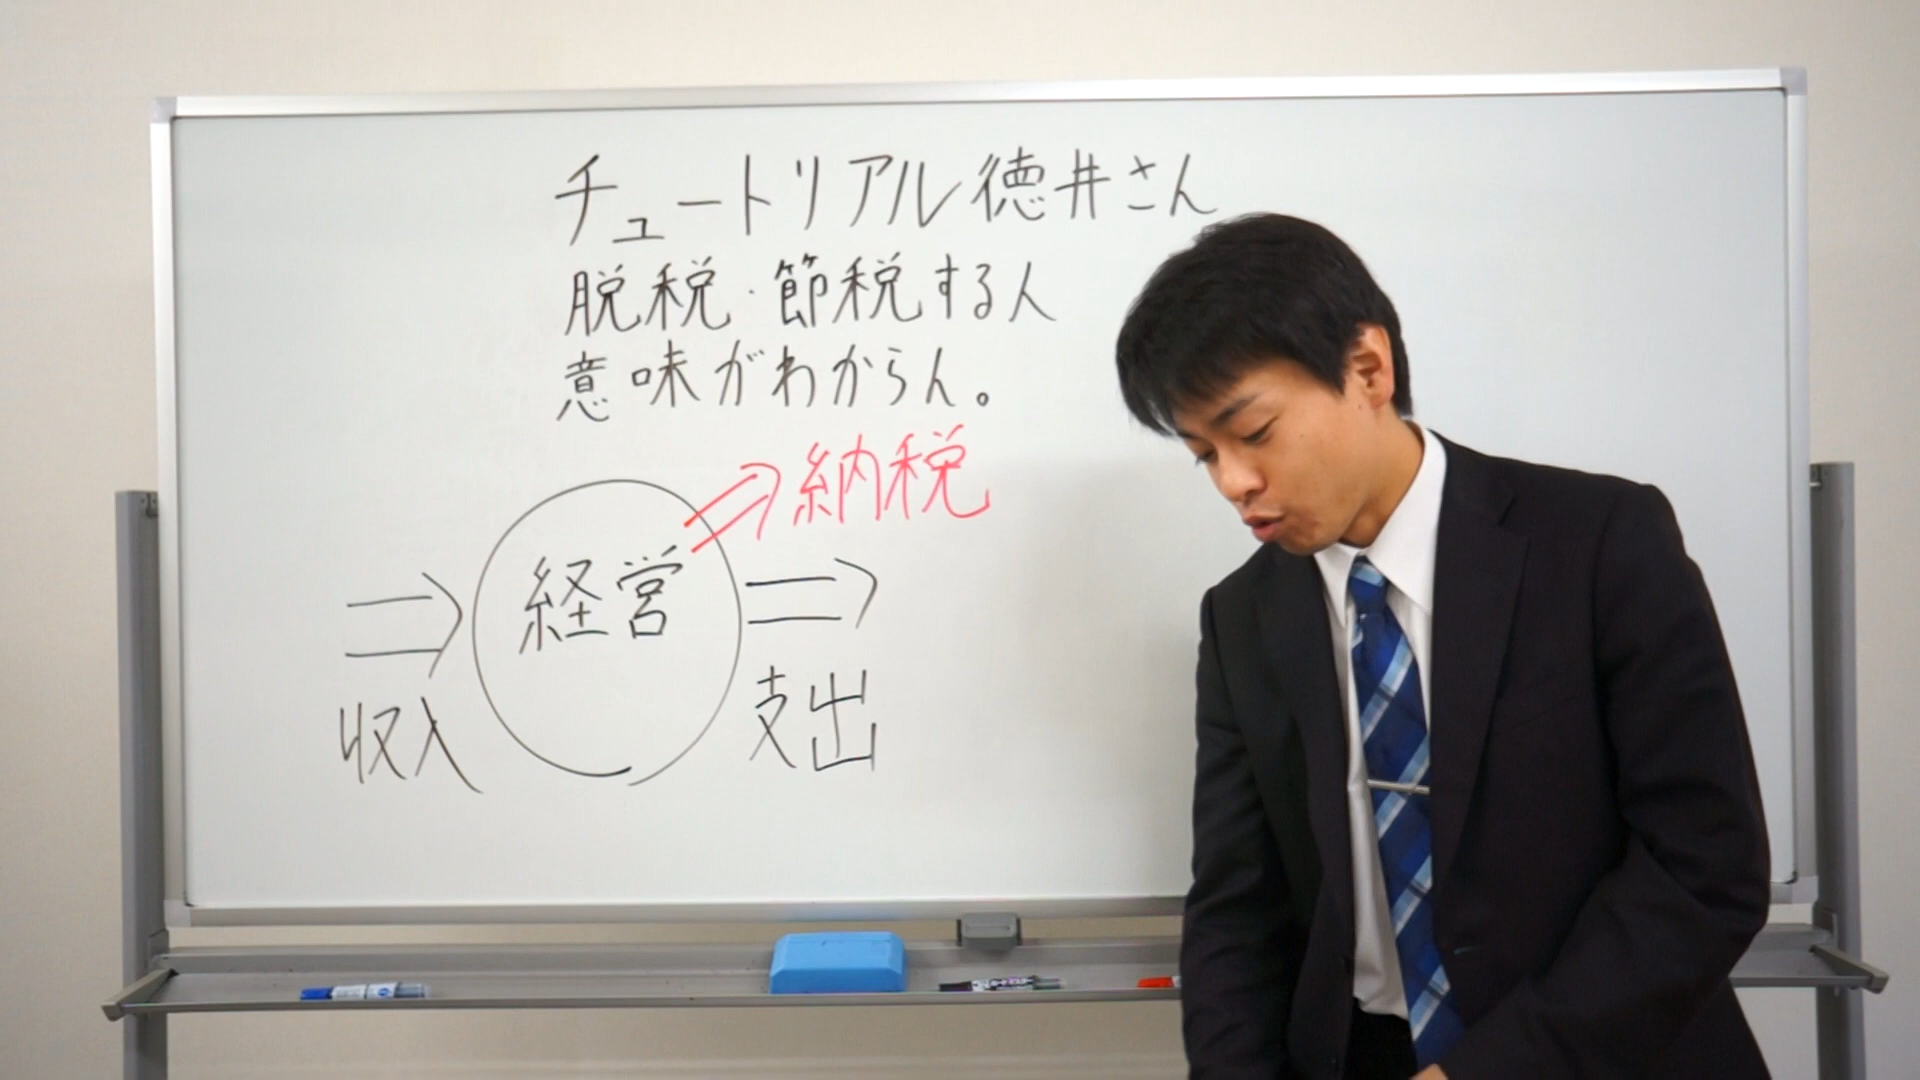 チュートリアル徳井さん
脱税・節税する人
意味がわからん。
納税
経営
収入
支出